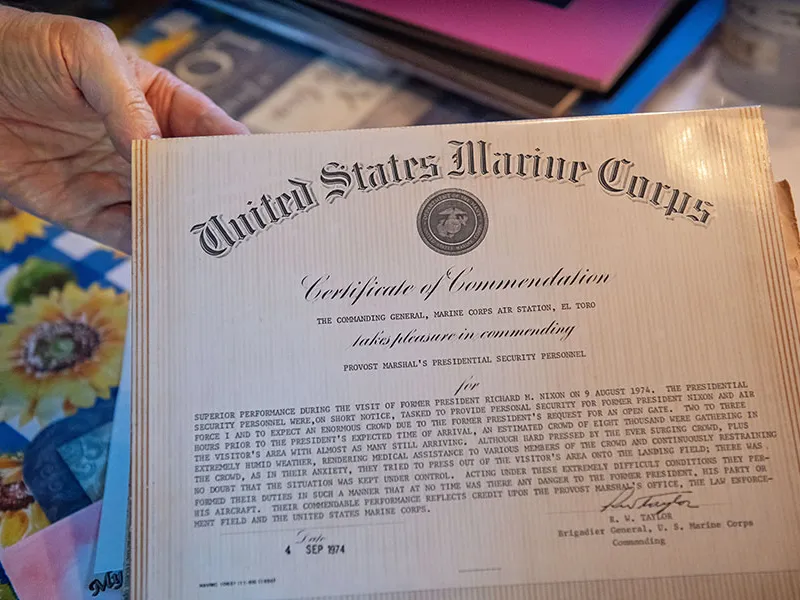 United States Marine Corps
Certificate of Commendation
THE COMMANDING GENERAL, MARINE CORPS AIR STATION, EL TORO
takes pleasure in commending
PROVOST MARSHAL'S PRESIDENTIAL SECURITY PERSONNEL
for
SUPERIOR PERFORMANCE DURING THE VISIT OF FORMER PRESIDENT RICHARD M. NIXON ON 9 AUGUST 1974. THE PRESIDENTIAL
SECURITY PERSONNEL WERE,ON SHORT NOTICE, TASKED TO PROVIDE PERSONAL SECURITY FOR FORMER PRESIDENT NIXON AND AIR
FORCE I AND TO EXPECT AN ENORMOUS CROWD DUE TO THE FORMER PRESIDENT'S REQUEST FOR AN OPEN GATE. TWO TO THREE
HOURS PRIOR TO THE PRESIDENT'S EXPECTED TIME OF ARRIVAL, AN ESTIMATED CROWD OF EIGHT THOUSAND WERE GATHERING IN
THE VISITOR'S AREA WITH ALMOST AS MANY STILL ARRIVING. ALTHOUGH HARD PRESSED BY THE EVER SURGING CROWD, PLUS
EXTREMELY HUMID WEATHER, RENDERING MEDICAL ASSISTANCE TO VARIOUS MEMBERS OF THE CROWD AND CONTINUOUSLY RESTRAINING
THE CROWD, AS IN THEIR ANXIETY, THEY TRIED TO PRESS OUT OF THE VISITOR'S AREA ONTO THE LANDING FIELD; THERE WAS
NO DOUBT THAT THE SITUATION WAS KEPT UNDER CONTROL. ACTING UNDER THESE EXTREMELY DIFFICULT CONDITIONS THEY PER-
FORMED THEIR DUTIES IN SUCH A MANNER THAT AT NO TIME WAS THERE ANY DANGER TO THE FORMER PRESIDENT, HIS PARTY OR
HIS AIRCRAFT. THEIR COMMENDABLE PERFORMANCE REFLECTS CREDIT UPON THE PROVOST MARSHAL'S OFFICE, THE LAW ENFORCE-
MENT FIELD AND THE UNITED STATES MARINE CORPS.
R. W. TAYLOR
Brigadier General, U. S. Marine Corps
Commanding
Date
4 SEP 1974
My